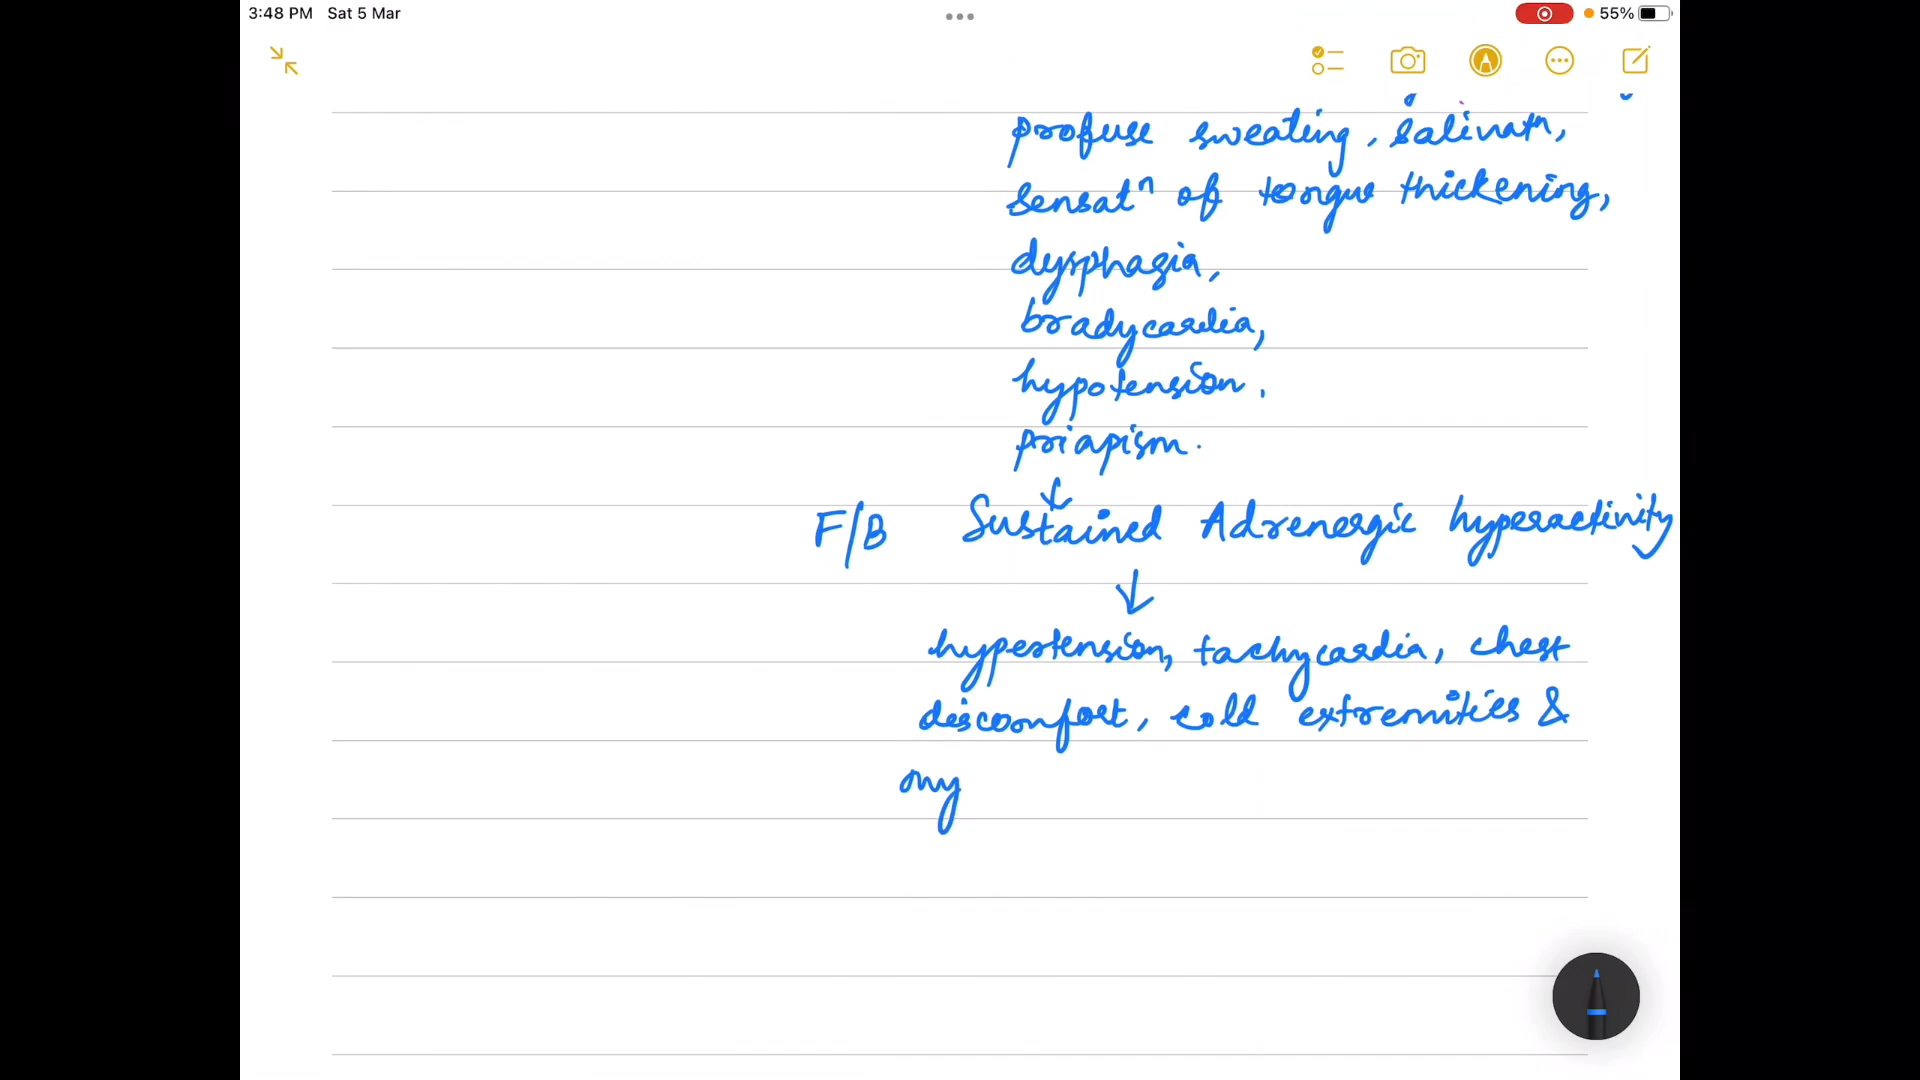 3:48 PM Sat 5 Mar
55%
profuse sweating, salivatn,
sensatn of tongue thickening,
dysphagia,
bradycardia,
hypotension,
priapism.
↓
F/B Sustained Adrenergic hyperactivity
↓
hypertension, tachycardia, chest
discomfort, cold extremities &
my